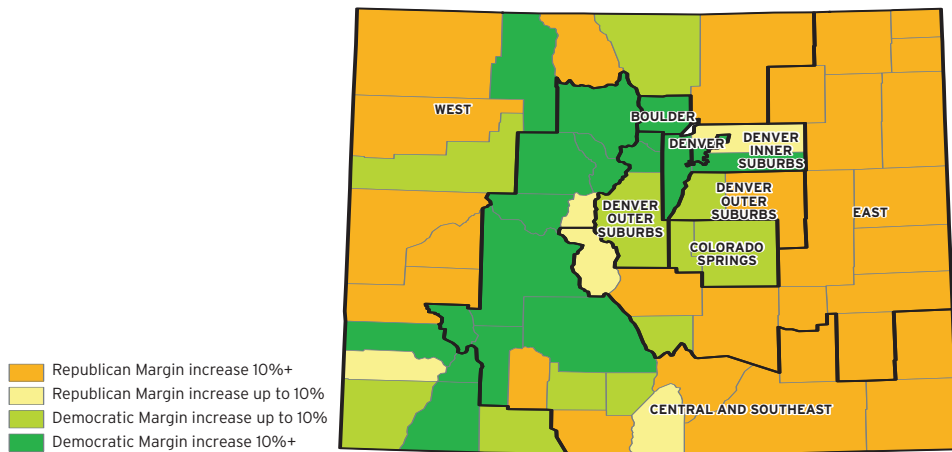 WEST
BOULDER
DENVER
DENVER
INNER
SUBURBS
DENVER
OUTER
SUBURBS
DENVER
OUTER
SUBURBS
EAST
COLORADO
SPRINGS
CENTRAL AND SOUTHEAST
Republican Margin increase 10%+
Republican Margin increase up to 10%
Democratic Margin increase up to 10%
Democratic Margin increase 10%+